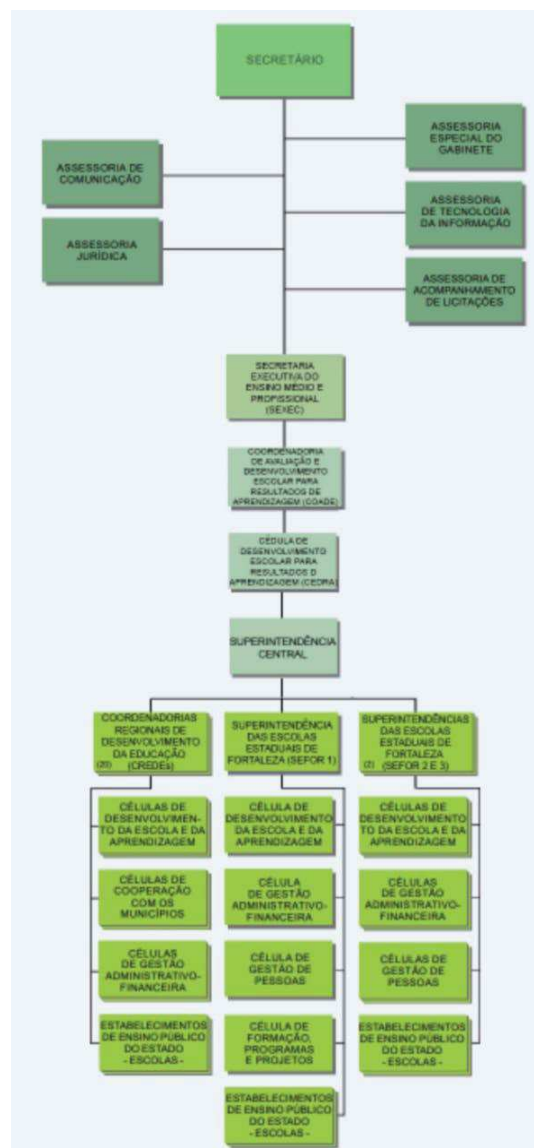 SECRETÁRIO
ASSESSORIA DE
COMUNICAÇÃO
ASSESSORIA
JURÍDICA
ASSESSORIA
ESPECIAL DO
GABINETE
ASSESSORIA
DE TECNOLOGIA
DA INFORMAÇÃO
ASSESSORIA DE
ACOMPANHAMENTO
DE LICITAÇÕES
SECRETARIA
EXECUTIVA DO
ENSINO MÉDIO E
PROFISSIONAL
(SEXEC)
COORDENADORIA
DE AVALIAÇÃO E
DESENVOLVIMENTO
ESCOLAR PARA
RESULTADOS DE
APRENDIZAGEM (COADE)
CÉDULA DE
DESENVOLVIMENTO
ESCOLAR PARA
RESULTADOS D
APRENDIZAGEM (CEDRA)
SUPERINTENDÊNCIA
CENTRAL
COORDENADORIAS
REGIONAIS DE
DESENVOLVIMENTO
DA EDUCAÇÃO
(20) (CREDEs)
CÉLULAS DE
DESENVOLVIMEN-
TO DA ESCOLA E DA
APRENDIZAGEM
CÉLULAS DE
COOPERAÇÃO
COM OS
MUNICÍPIOS
CÉLULAS
DE GESTÃO
ADMINISTRATIVO-
FINANCEIRA
ESTABELECIMENTOS
DE ENSINO PÚBLICO
DO ESTADO
- ESCOLAS -
SUPERINTENDÊNCIA
DAS ESCOLAS
ESTADUAIS DE
FORTALEZA (SEFOR 1)
CÉLULA DE
DESENVOLVIMENTO
DA ESCOLA E DA
APRENDIZAGEM
CÉLULA
DE GESTÃO
ADMINISTRATIVO-
FINANCEIRA
CÉLULA DE
GESTÃO DE
PESSOAS
CÉLULA DE
FORMAÇÃO,
PROGRAMAS
E PROJETOS
ESTABELECIMENTOS
DE ENSINO PÚBLICO
DO ESTADO
- ESCOLAS -
SUPERINTENDÊNCIAS
DAS ESCOLAS
ESTADUAIS DE
FORTALEZA
(2) (SEFOR 2 E 3)
CÉLULAS DE
DESENVOLVIMEN-
TO DA ESCOLA E DA
APRENDIZAGEM
CÉLULAS
DE GESTÃO
ADMINISTRATIVO-
FINANCEIRA
CÉLULAS DE
GESTÃO DE
PESSOAS
ESTABELECIMENTOS
DE ENSINO PÚBLICO
DO ESTADO
- ESCOLAS -